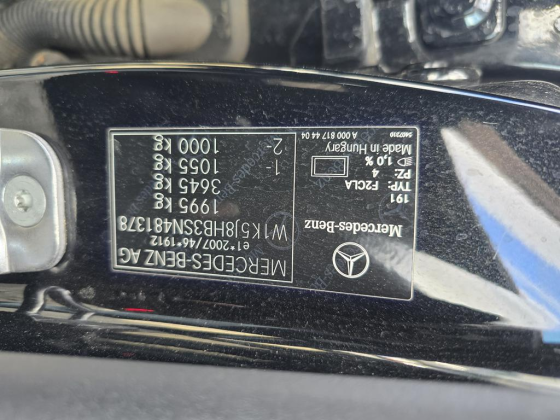 MERCEDES-BENZ AG
e1*2007/46*1912
W1K5J8HB3SN481378
1995 kg
3645 kg
1- 1055 kg
2- 1000 kg
Mercedes-Benz
191
TYP: F2CLA
PZ: 4
1,0 %
Made in Hungary
A 000 817 44 04